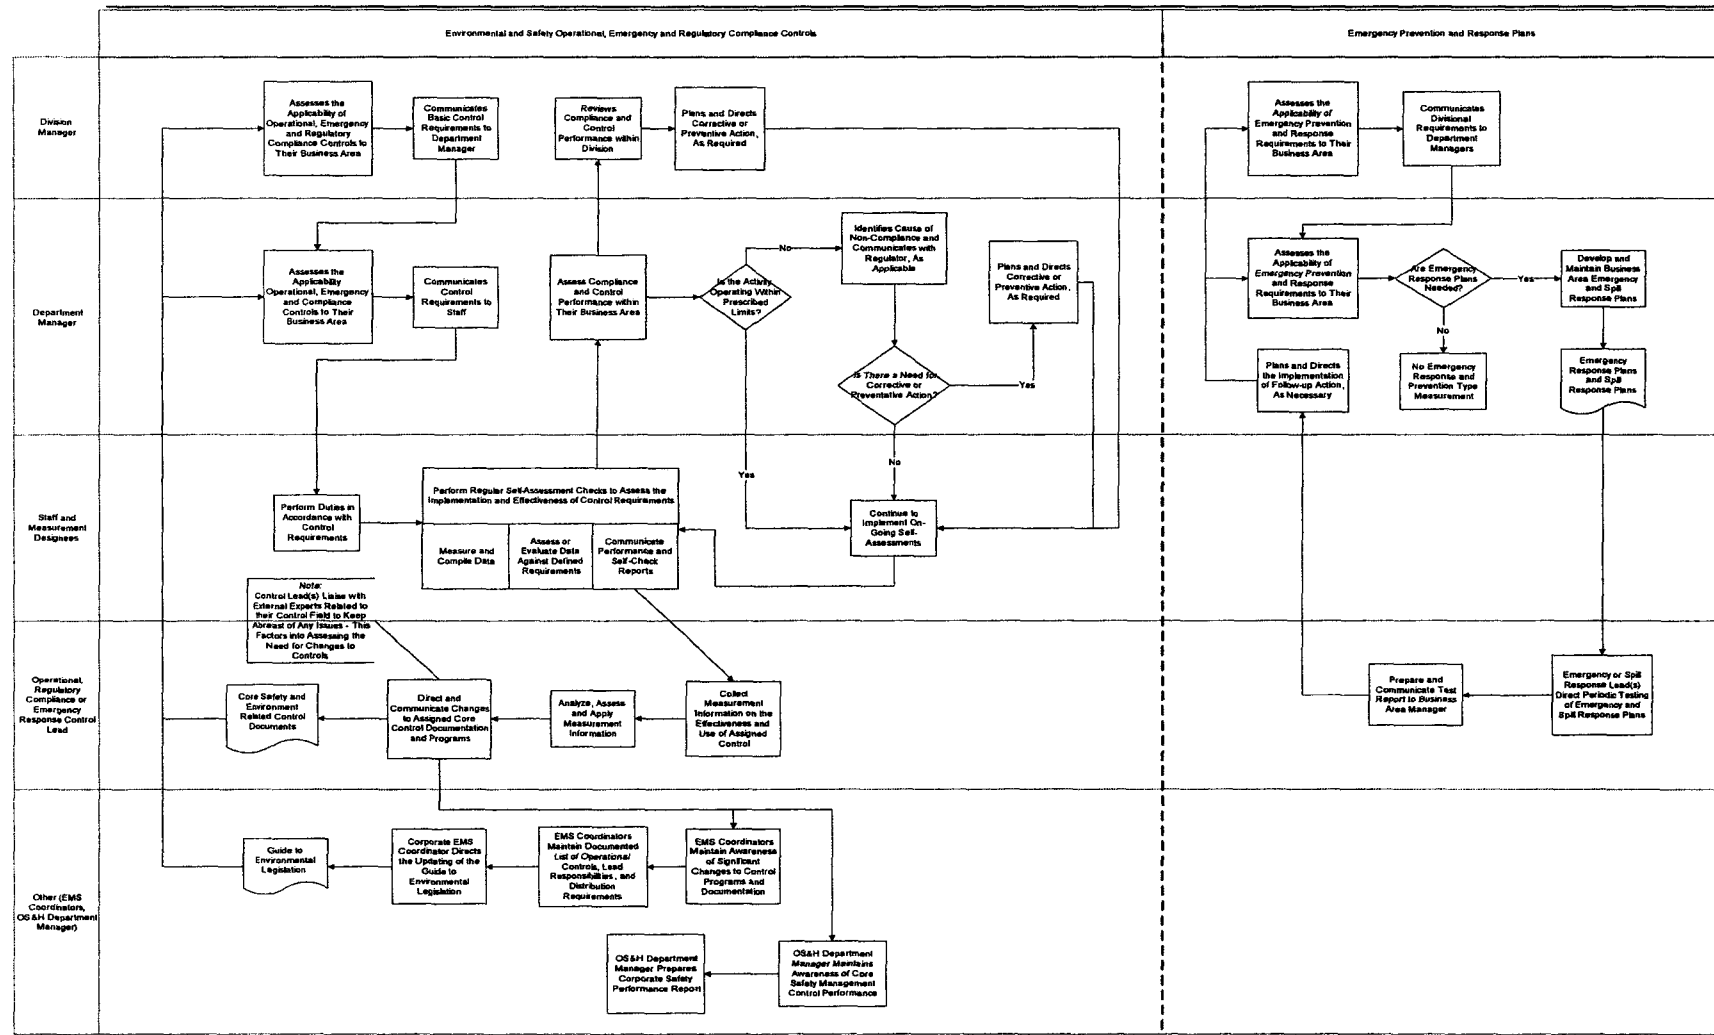 Environmental and Safety Operational, Emergency and Regulatory Compliance Controls
Emergency Prevention and Response Plans
Division
Manager
Assesses the
Applicability of
Operational, Emergency
and Regulatory
Compliance Controls to
Their Business Area
Communicates
Basic Control
Requirements to
Department
Manager
Reviews
Compliance and
Control
Performance within
Division
Plans and Directs
Corrective or
Preventive Action,
As Required
Assesses the
Applicability of
Emergency Prevention
and Response
Requirements to Their
Business Area
Communicates
Divisional
Requirements to
Department
Managers
Department
Manager
Assesses the
Applicability
Operational, Emergency
and Compliance
Controls to Their
Business Area
Communicates
Control
Requirements to
Staff
Assess Compliance
and Control
Performance within
Their Business Area
Is the Activity
Operating Within
Prescribed
Limits?
No
Yes
Identifies Cause of
Non-Compliance and
Communicates with
Regulator, As
Applicable
Is There a Need for
Corrective or
Preventative Action?
Yes
No
Plans and Directs
Corrective or
Preventive Action,
As Required
Assesses the
Applicability of
Emergency Prevention
and Response
Requirements to Their
Business Area
Are Emergency
Response Plans
Needed?
Yes
No
Develop and
Maintain Business
Area Emergency
and Spill
Response Plans
Plans and Directs
the Implementation
of Follow-up Action,
As Necessary
No Emergency
Response and
Prevention Type
Measurement
Emergency
Response Plans
and Spill
Response Plans
Staff and
Measurement
Designees
Perform Duties in
Accordance with
Control
Requirements
Perform Regular Self-Assessment Checks to Assess the
Implementation and Effectiveness of Control Requirements
Measure and
Compile Data
Assess or
Evaluate Data
Against Defined
Requirements
Communicate
Performance and
Self-Check
Reports
Continue to
Implement On-
Going Self-
Assessments
Note:
Control Lead(s) Liaise with
External Experts Related to
their Control Field to Keep
Abreast of Any Issues - This
Factors into Assessing the
Need for Changes to
Controls
Operational,
Regulatory
Compliance or
Emergency
Response Control
Lead
Core Safety and
Environment
Related Control
Documents
Direct and
Communicate Changes
to Assigned Core
Control Documentation
and Programs
Analyze, Assess
and Apply
Measurement
Information
Collect
Measurement
Information on the
Effectiveness and
Use of Assigned
Control
Prepare and
Communicate Test
Report to Business
Area Manager
Emergency or Spill
Response Lead(s)
Direct Periodic Testing
of Emergency and
Spill Response Plans
Other (EMS
Coordinators,
OS&H Department
Manager)
Guide to
Environmental
Legislation
Corporate EMS
Coordinator Directs
the Updating of the
Guide to
Environmental
Legislation
EMS Coordinators
Maintain Documented
List of Operational
Controls, Lead
Responsibilities, and
Distribution
Requirements
EMS Coordinators
Maintain Awareness
of Significant
Changes to Control
Programs and
Documentation
OS&H Department
Manager Prepares
Corporate Safety
Performance Report
OS&H Department
Manager Maintains
Awareness of Core
Safety Management
Control Performance